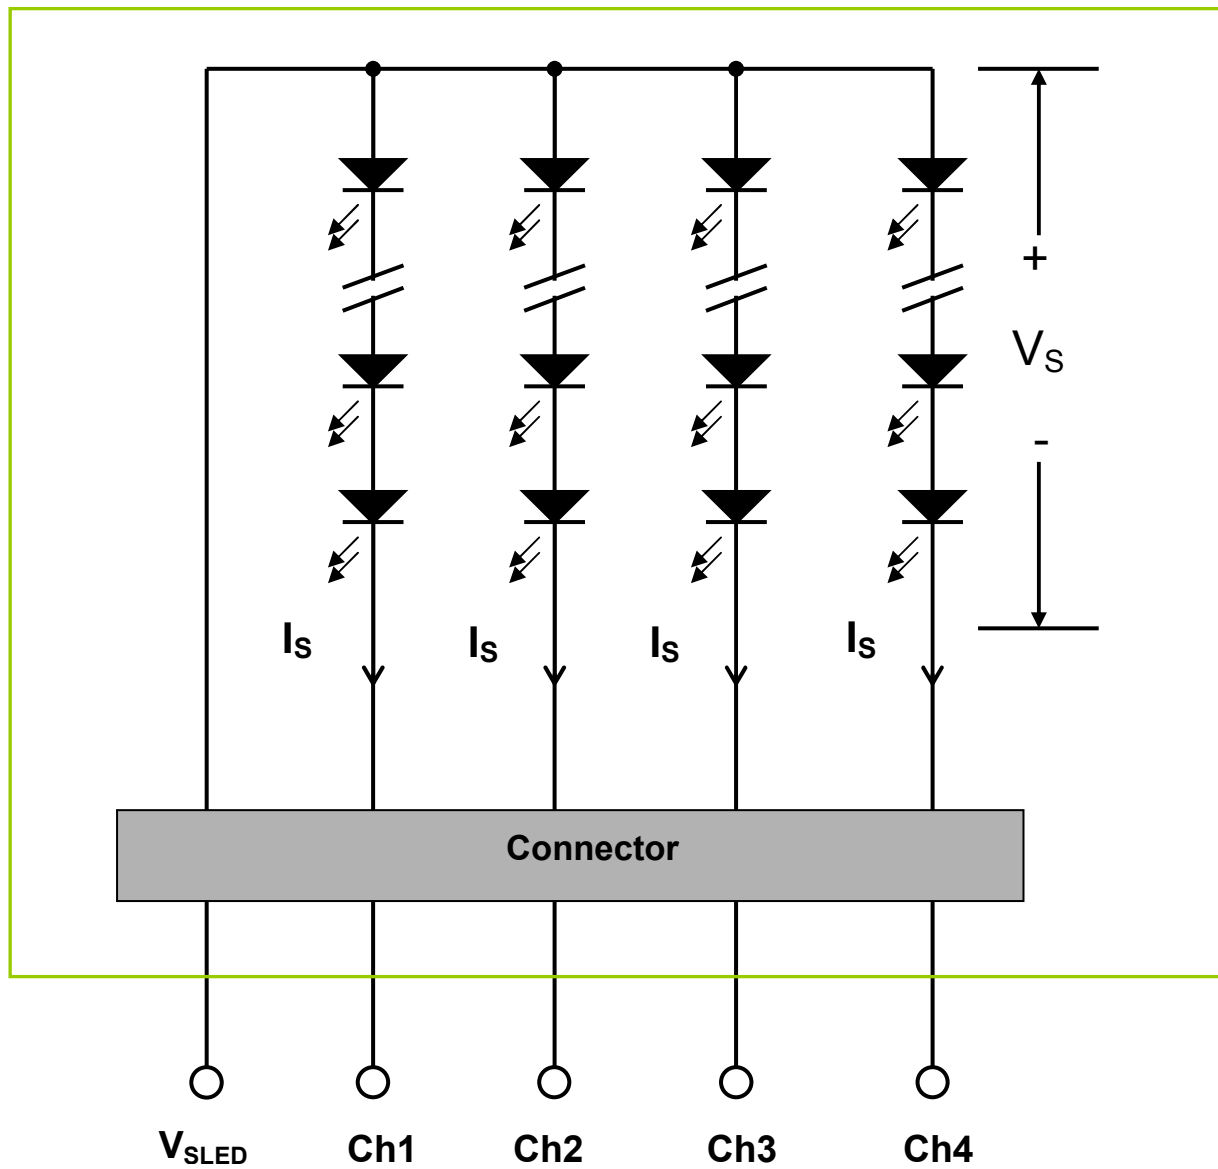 +
VS
-
IS IS IS IS
Connector
VSLED Ch1 Ch2 Ch3 Ch4